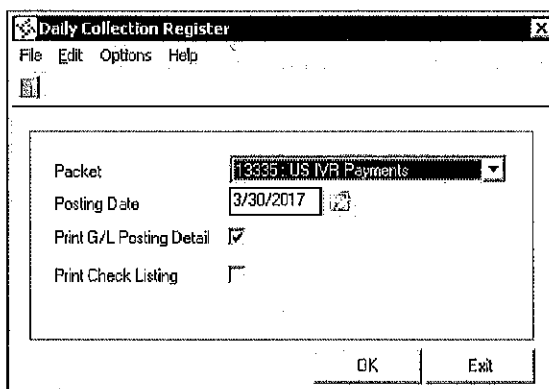 Daily Collection Register
File Edit Options Help
Packet 13335 : US IVR Payments
Posting Date 3/30/2017
Print G/L Posting Detail
Print Check Listing
OK Exit